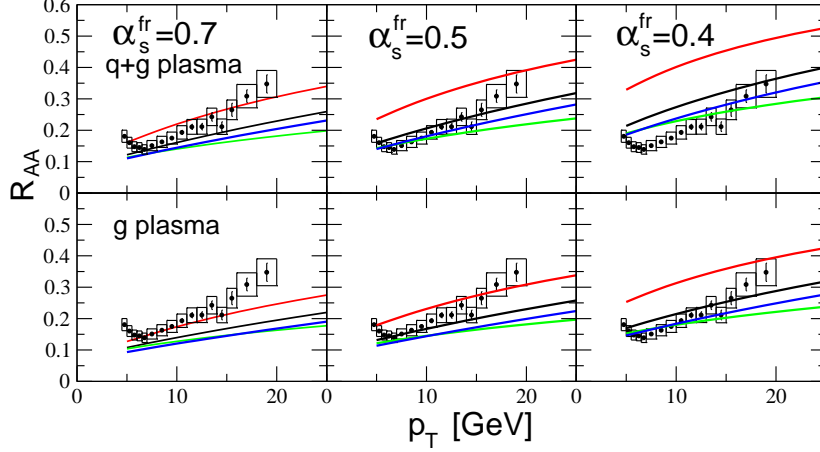 α_s^fr=0.7 α_s^fr=0.5 α_s^fr=0.4
q+g plasma
0.6
0.5
0.4
0.3
0.2
0.1
0
R_AA
g plasma
0.5
0.4
0.3
0.2
0.1
0
0 10 20 0 10 20 0 10 20
p_T [GeV]